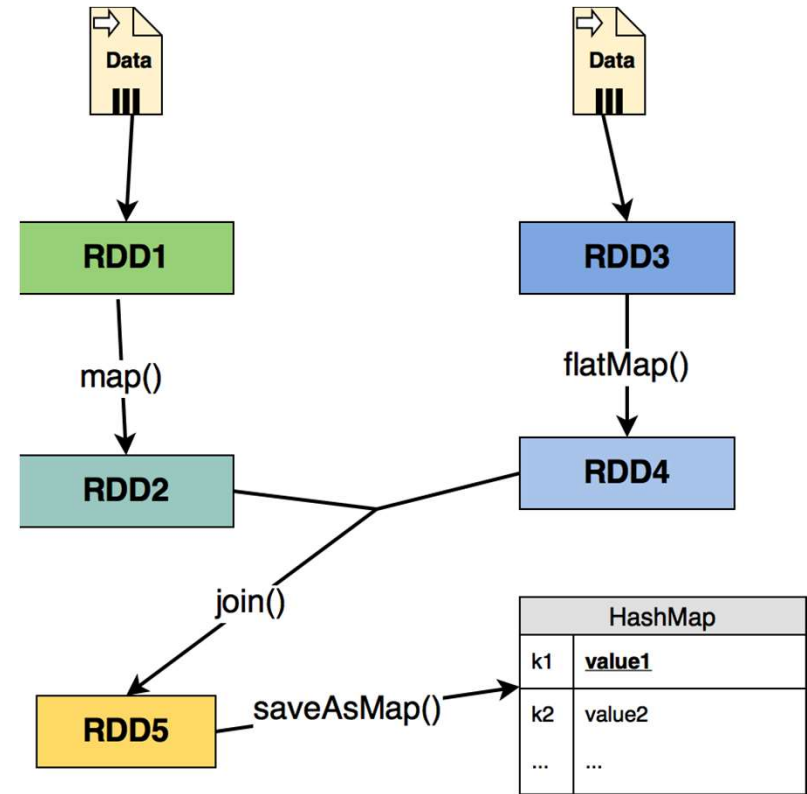 Data
Data
RDD1
RDD3
map()
flatMap()
RDD2
RDD4
join()
HashMap
k1 value1
RDD5
saveAsMap()
k2 value2
... ...